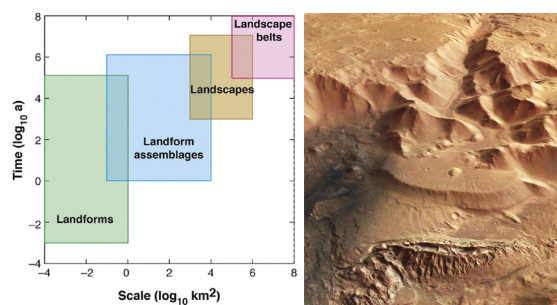 8
6
4
2
0
−2
−4
−4
−2
0
2
4
6
8
Time (log10 a)
Scale (log10 km2)
Landscape
belts
Landscapes
Landform
assemblages
Landforms